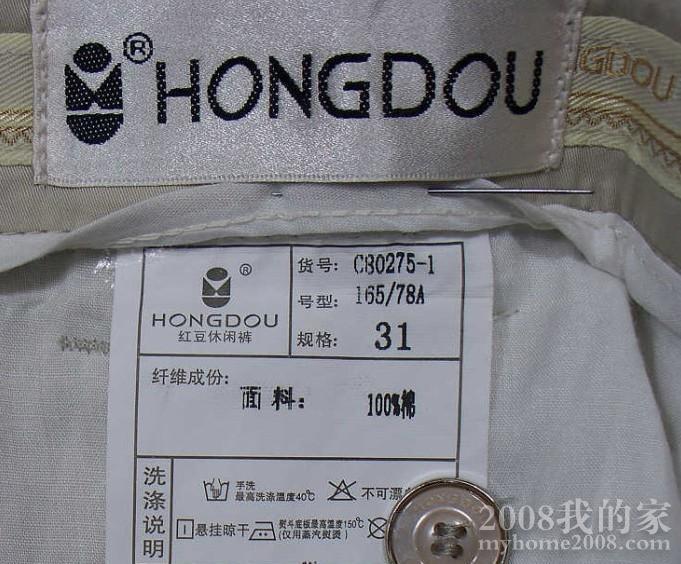 ® HONGDOU
NGDOU
® 货号: C80275-1
号型: 165/78A
HONGDOU
红豆休闲裤
规格: 31
纤维成份:
面料: 100%棉
洗涤说明
手洗
最高洗涤温度40℃
不可漂
悬挂晾干
熨斗底板最高温度150℃
(仅用蒸汽熨烫)
HONGDOU
2008我的家
myhome2008.com